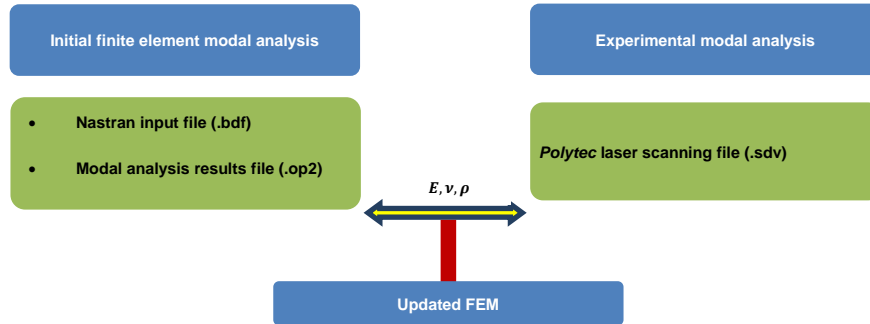 Initial finite element modal analysis
Experimental modal analysis
• Nastran input file (.bdf)
• Modal analysis results file (.op2)
Polytec laser scanning file (.sdv)
E, ν, ρ
Updated FEM